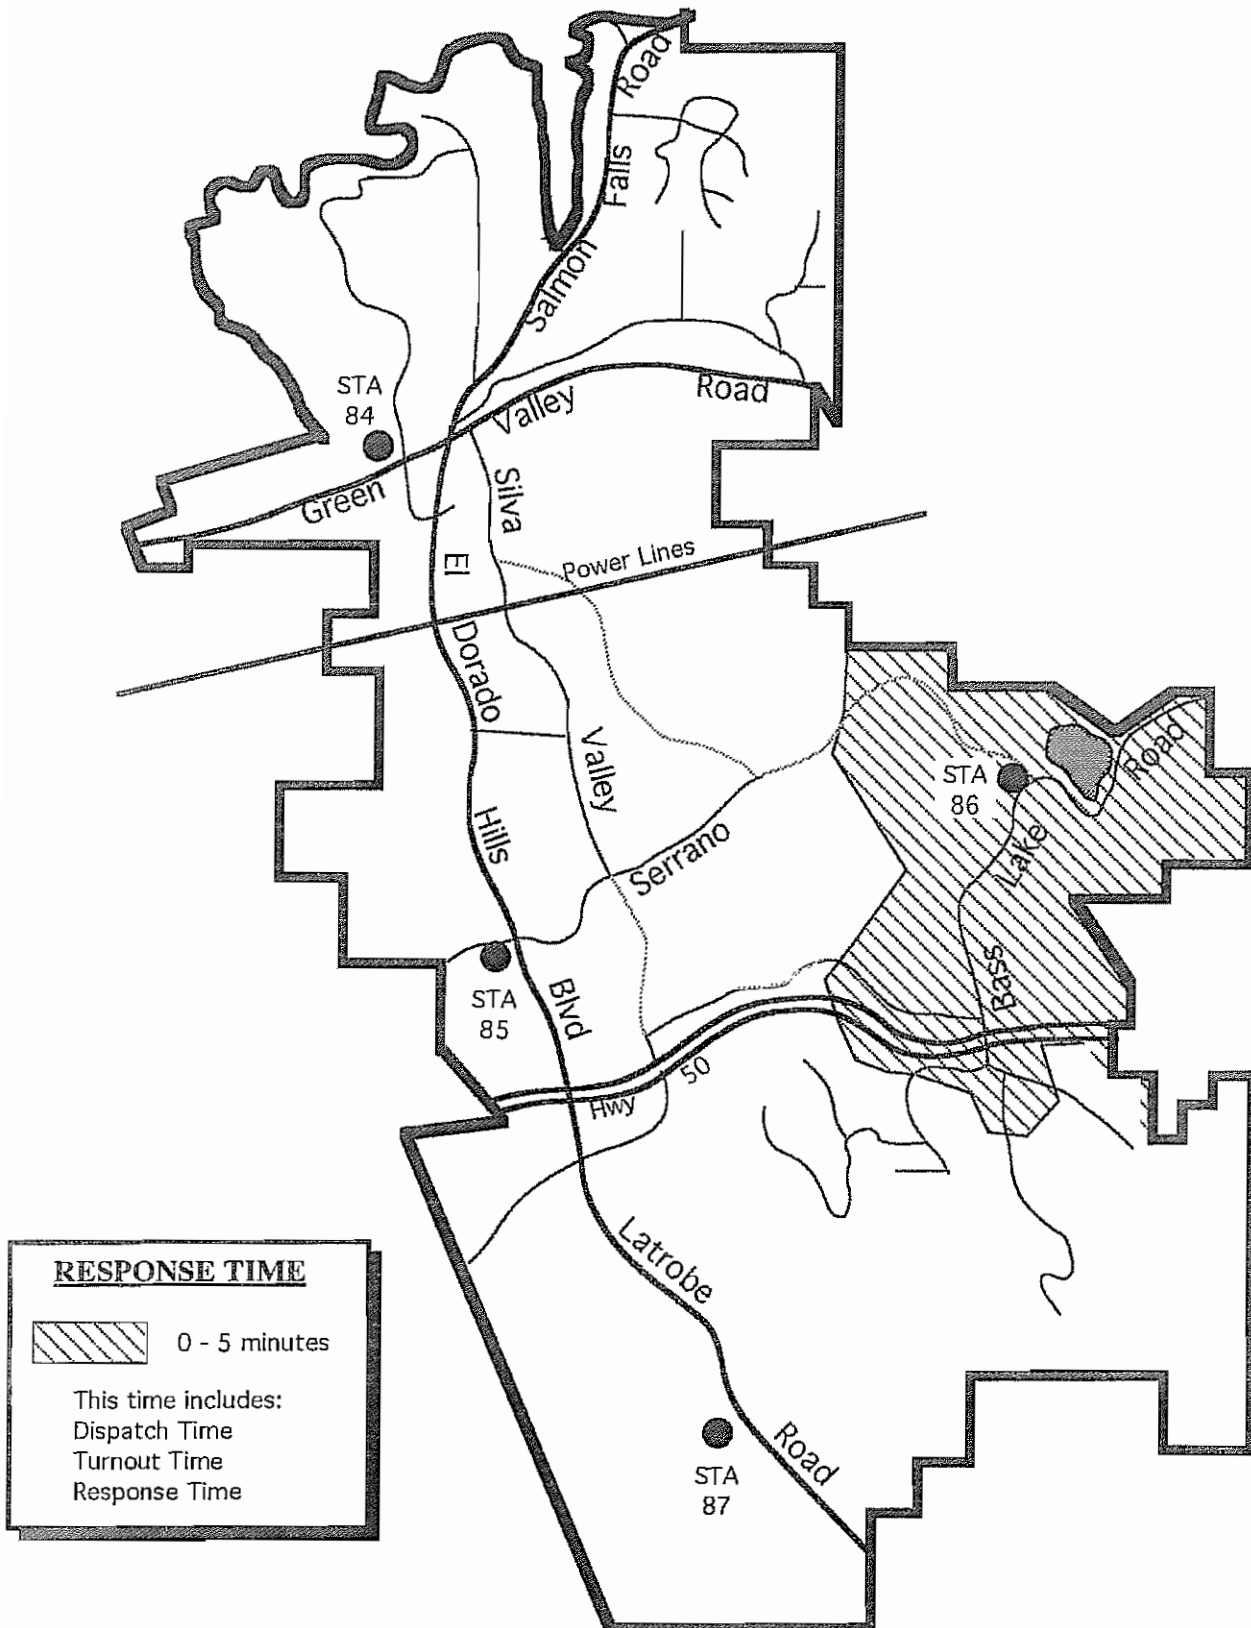 Road
Falls
Salmon
STA
84
Valley
Road
Green
Silva
El
Power Lines
Dorado
Valley
Road
STA
86
Hills
Serrano
Lake
Bass
STA
85
Blvd
50
Hwy
Latrobe
Road
STA
87
RESPONSE TIME
0 - 5 minutes
This time includes:
Dispatch Time
Turnout Time
Response Time